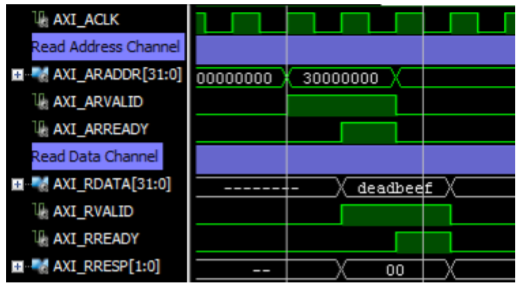 AXI_ACLK
Read Address Channel
AXI_ARADDR[31:0] 00000000 30000000
AXI_ARVALID
AXI_ARREADY
Read Data Channel
AXI_RDATA[31:0] -------- deadbeef
AXI_RVALID
AXI_RREADY
AXI_RRESP[1:0] -- 00